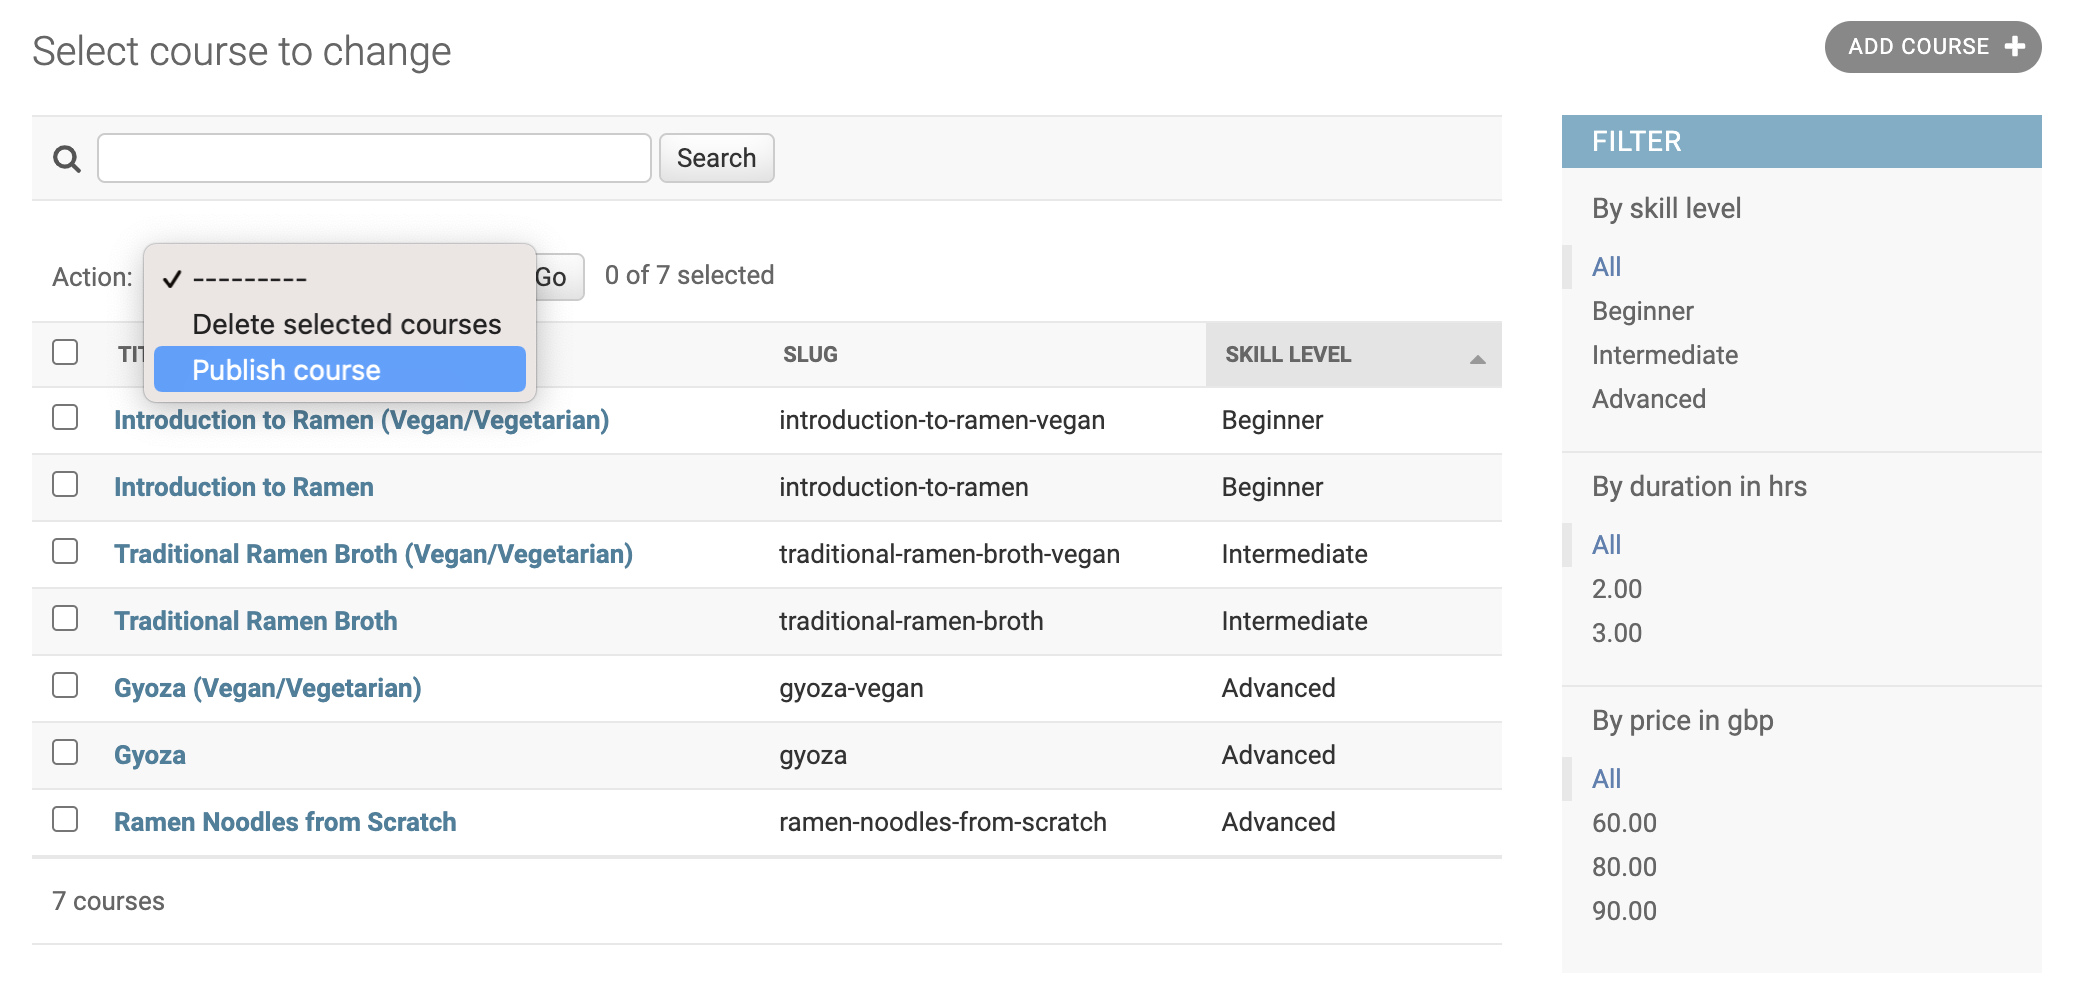 Select course to change
ADD COURSE
Search
Action:
---------
Delete selected courses
Publish course
Go
0 of 7 selected
SLUG
SKILL LEVEL
Introduction to Ramen (Vegan/Vegetarian)
introduction-to-ramen-vegan
Beginner
Introduction to Ramen
introduction-to-ramen
Beginner
Traditional Ramen Broth (Vegan/Vegetarian)
traditional-ramen-broth-vegan
Intermediate
Traditional Ramen Broth
traditional-ramen-broth
Intermediate
Gyoza (Vegan/Vegetarian)
gyoza-vegan
Advanced
Gyoza
gyoza
Advanced
Ramen Noodles from Scratch
ramen-noodles-from-scratch
Advanced
7 courses
FILTER
By skill level
All
Beginner
Intermediate
Advanced
By duration in hrs
All
2.00
3.00
By price in gbp
All
60.00
80.00
90.00